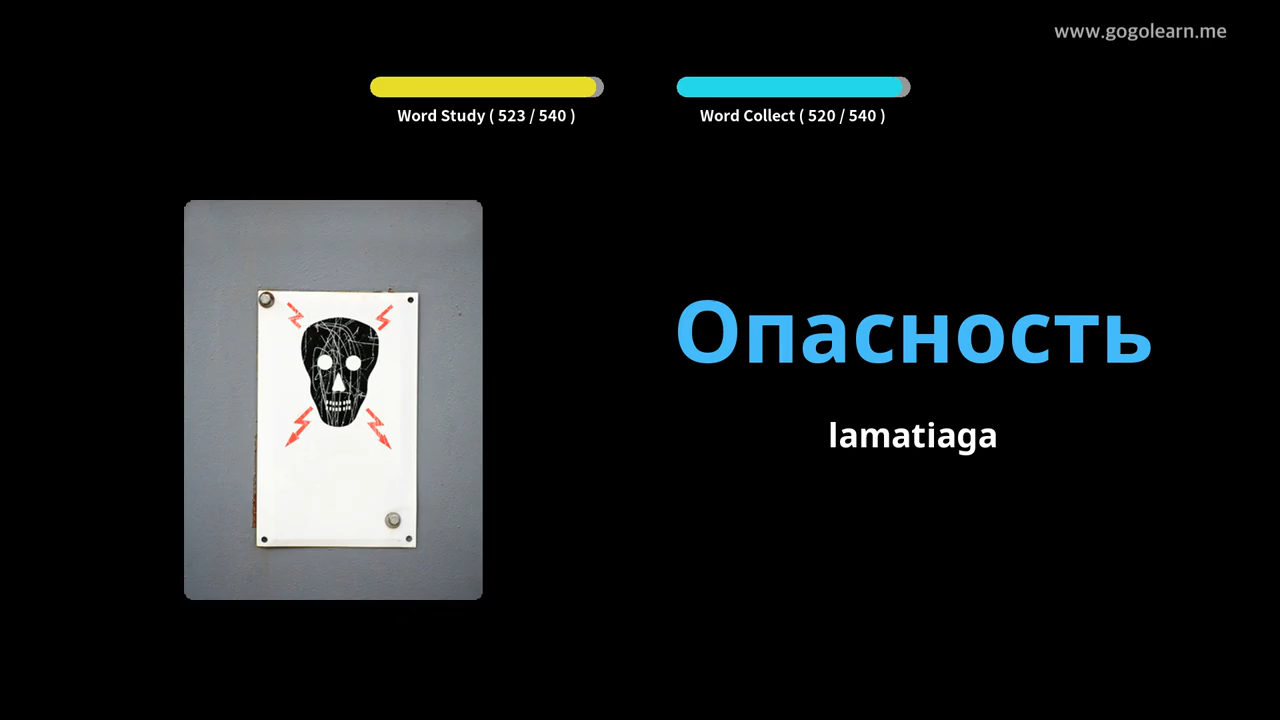 www.gogolearn.me
Word Study ( 523 / 540 )
Word Collect ( 520 / 540 )
Опасность
lamatiaga